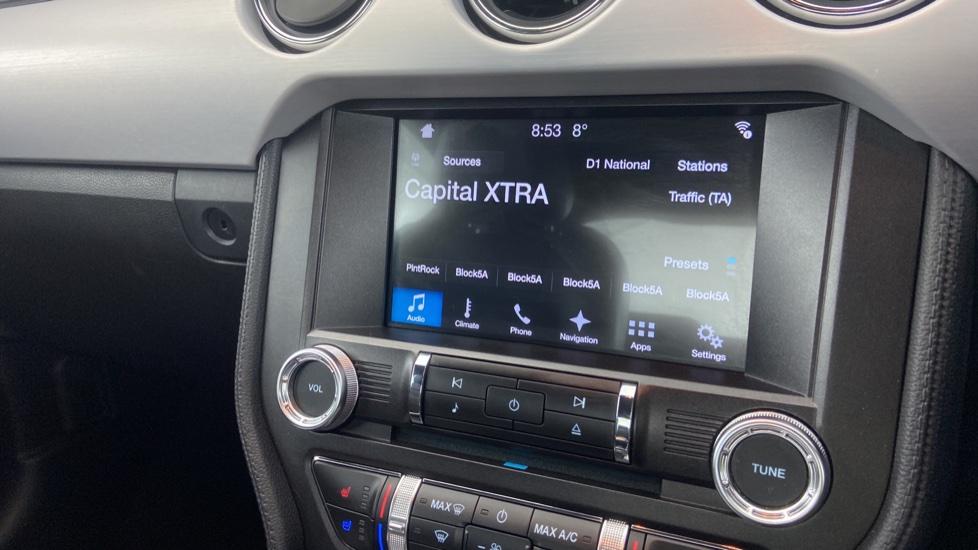 8:53 8°
Sources D1 National Stations
Capital XTRA Traffic (TA)
Presets
PlntRock Block5A Block5A Block5A Block5A Block5A
Audio Climate Phone Navigation Apps Settings
VOL
TUNE
MAX
MAX A/C